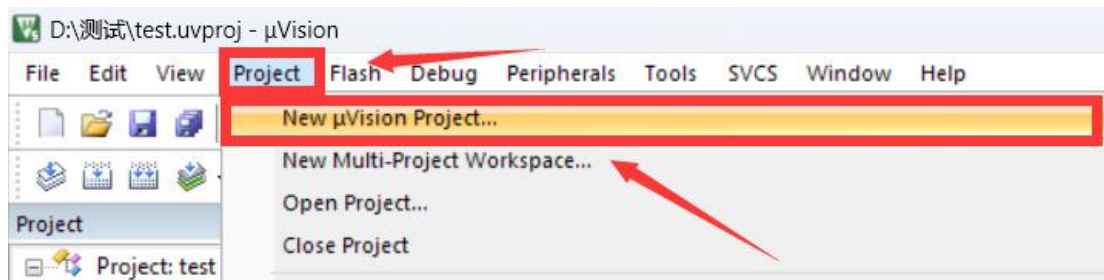 D:\测试\test.uvproj - µVision
File Edit View Project Flash Debug Peripherals Tools SVCS Window Help
New µVision Project...
New Multi-Project Workspace...
Open Project...
Project
Close Project
Project: test